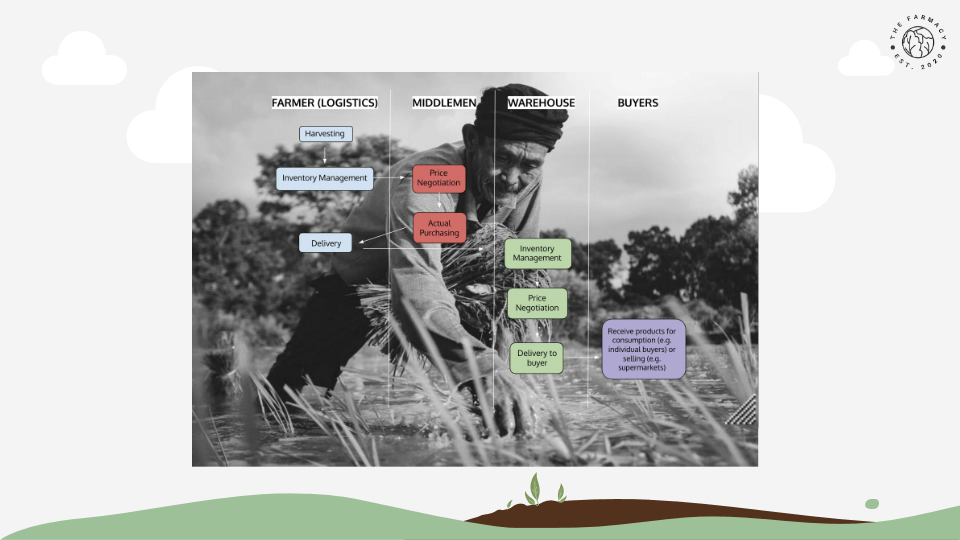 THE FARMACY
EST. 2020
FARMER (LOGISTICS)
MIDDLEMEN
WAREHOUSE
BUYERS
Harvesting
Inventory Management
Price
Negotiation
Actual
Purchasing
Delivery
Inventory
Management
Price
Negotiation
Delivery to
buyer
Receive products for
consumption (e.g.
individual buyers) or
selling (e.g.
supermarkets)